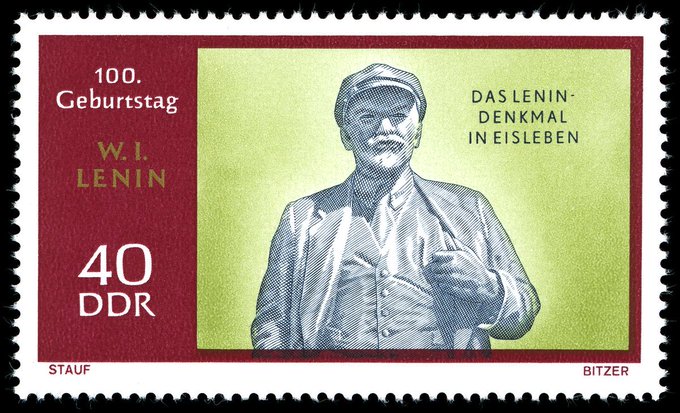 100.
Geburtstag
W. I.
LENIN
40
DDR
DAS LENIN-
DENKMAL
IN EISLEBEN
STAUF
BITZER